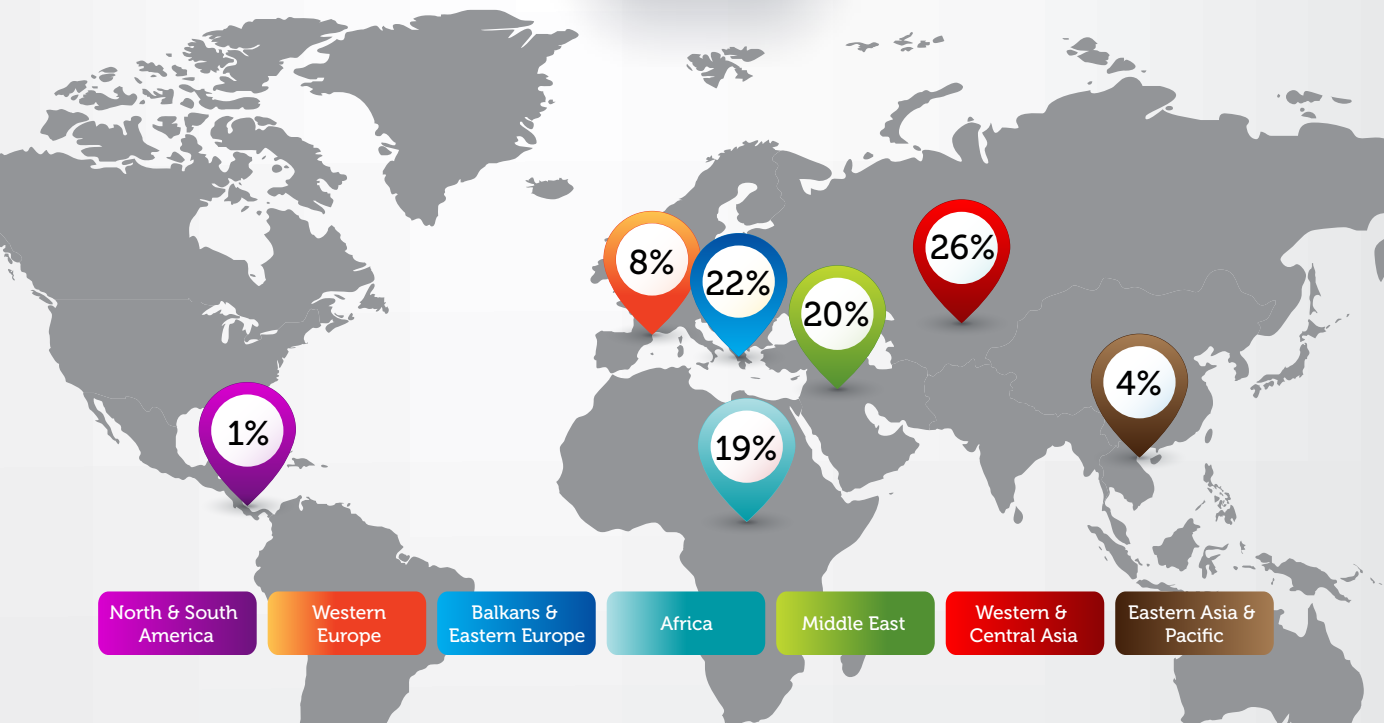 8%
22%
20%
26%
4%
1%
19%
North & South
America
Western
Europe
Balkans &
Eastern Europe
Africa
Middle East
Western &
Central Asia
Eastern Asia &
Pacific